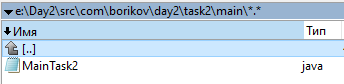 e:\Day2\src\com\borikov\day2\task2\main\*.*
Имя Тип
[..]
MainTask2 java